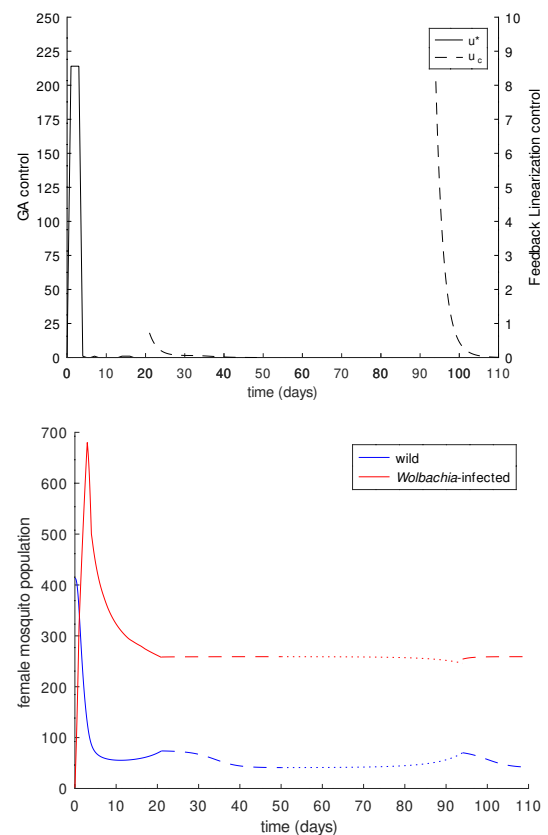 250
225
200
175
150
125
100
75
50
25
0
GA control
10
9
8
7
6
5
4
3
2
1
0
Feedback Linearization control
u*
u c
0 10 20 30 40 50 60 70 80 90 100 110
time (days)
700
600
500
400
300
200
100
0
female mosquito population
wild
Wolbachia-infected
0 10 20 30 40 50 60 70 80 90 100 110
time (days)